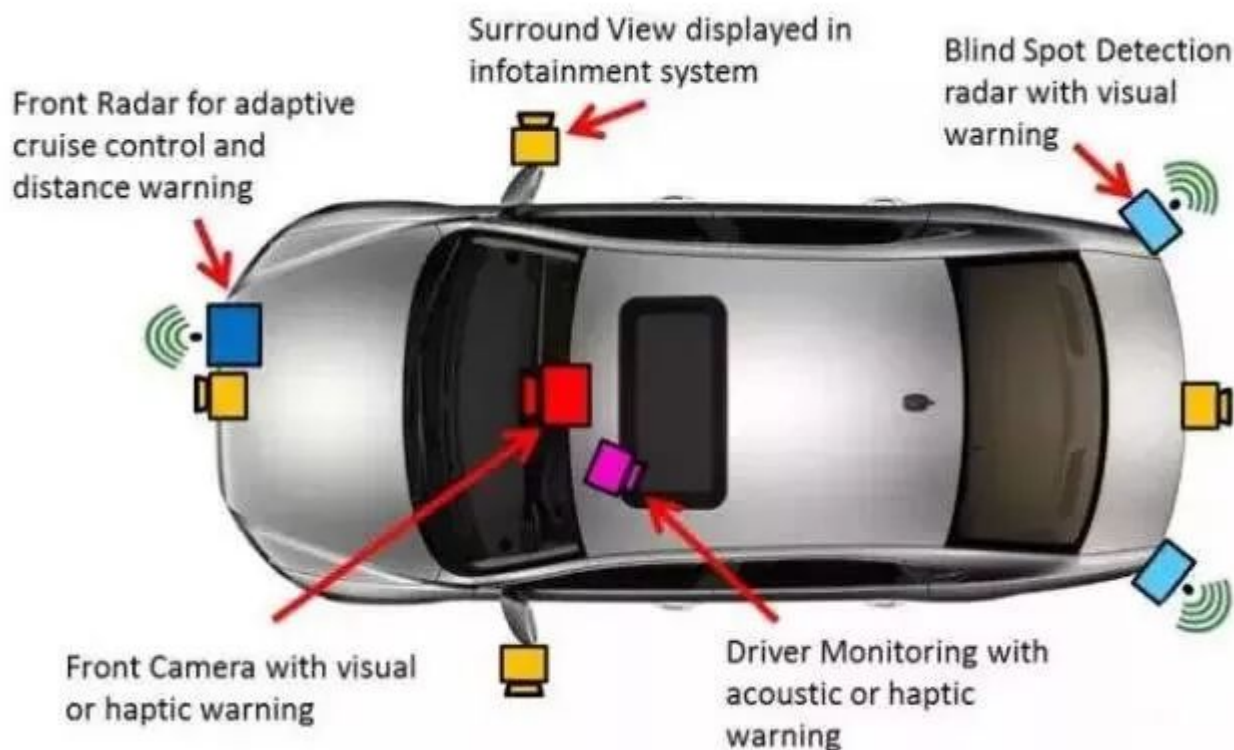 Surround View displayed in
infotainment system
Blind Spot Detection
radar with visual
warning
Front Radar for adaptive
cruise control and
distance warning
Front Camera with visual
or haptic warning
Driver Monitoring with
acoustic or haptic
warning